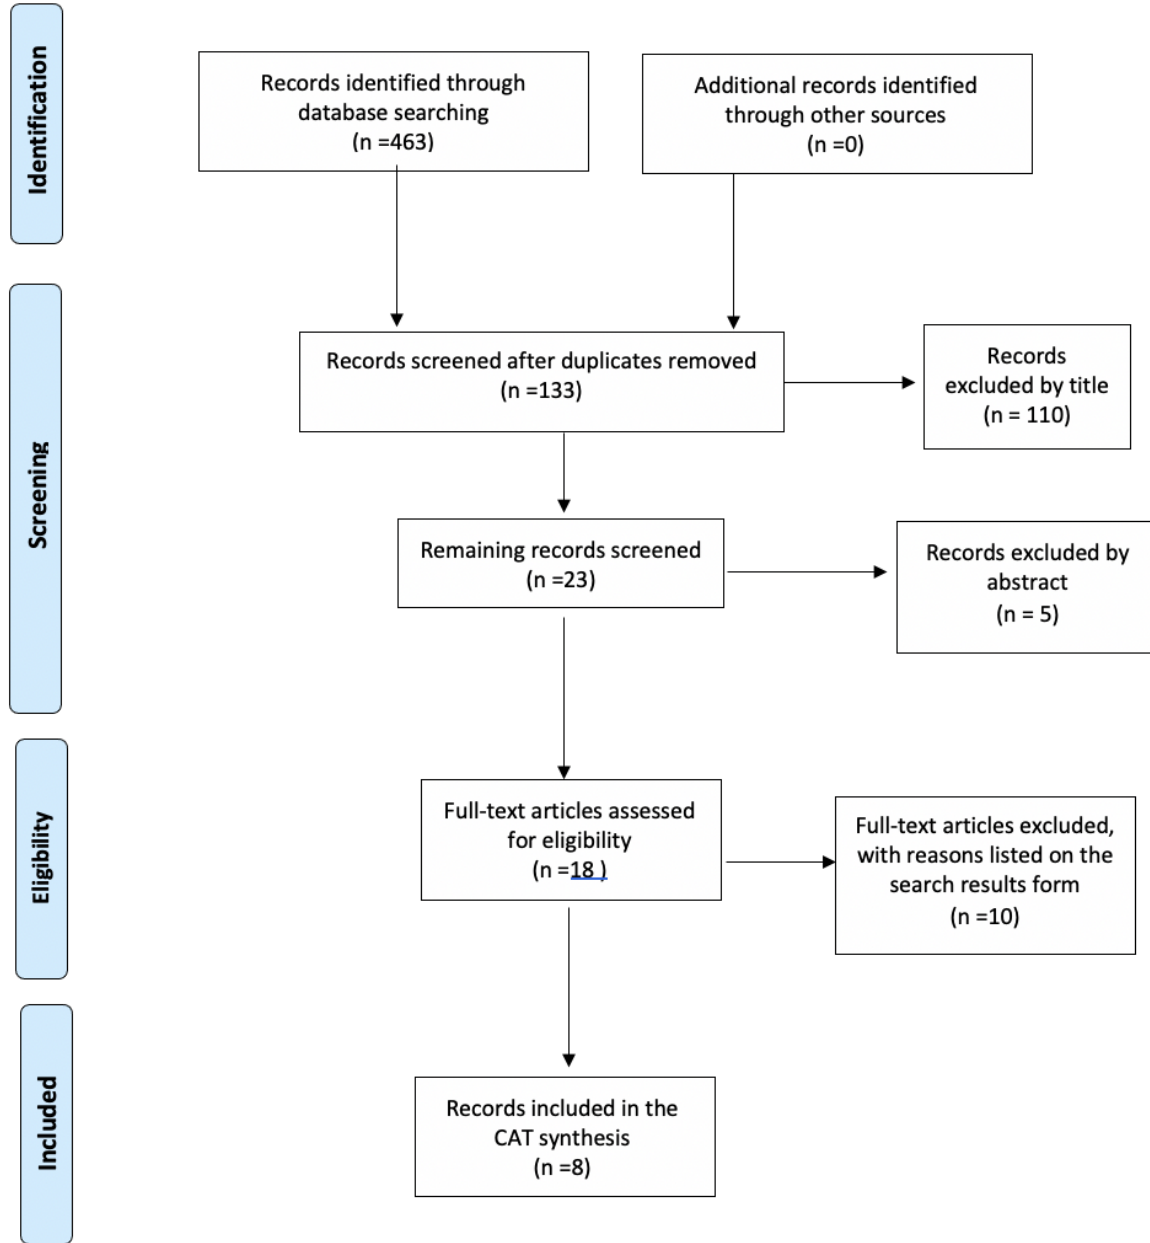 Identification
Records identified through
database searching
(n =463)
Additional records identified
through other sources
(n =0)
Screening
Records screened after duplicates removed
(n =133)
Records
excluded by title
(n = 110)
Remaining records screened
(n =23)
Records excluded by
abstract
(n = 5)
Eligibility
Full-text articles assessed
for eligibility
(n =18 )
Full-text articles excluded,
with reasons listed on the
search results form
(n =10)
Included
Records included in the
CAT synthesis
(n =8)